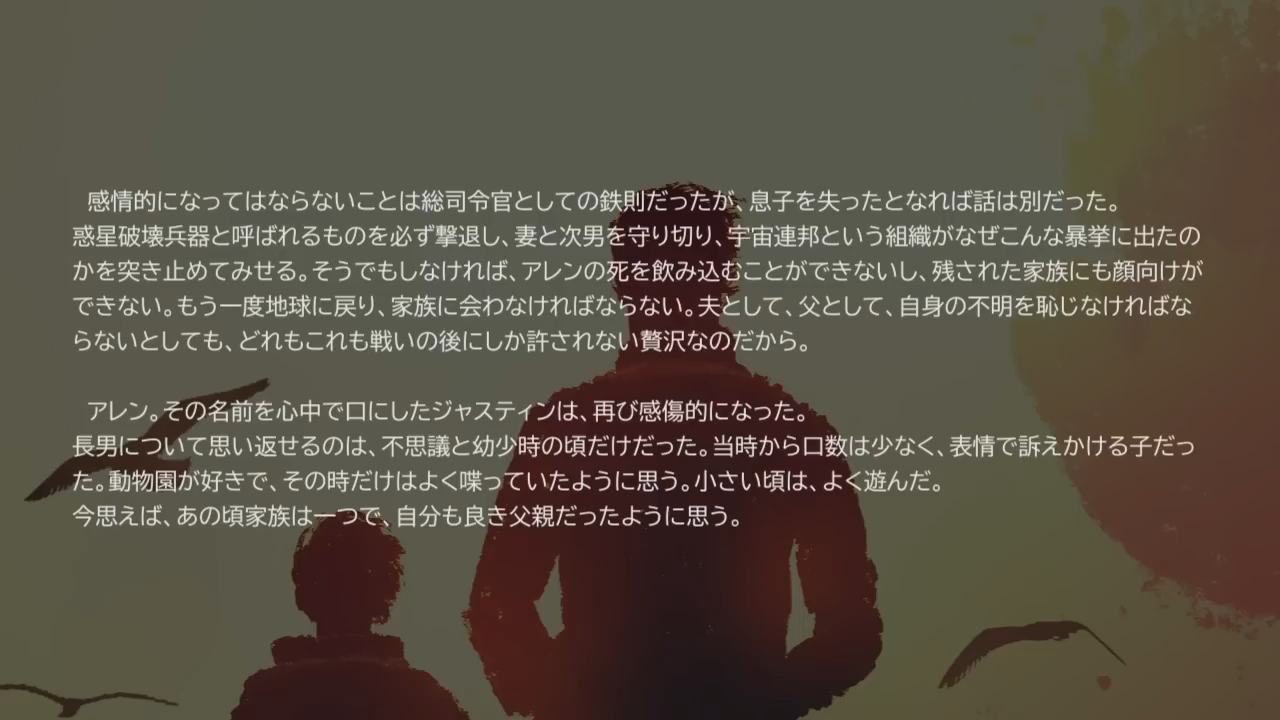 感情的になってはならないことは総司令官としての鉄則だったが、息子を失ったとなれば話は別だった。
惑星破壊兵器と呼ばれるものを必ず撃退し、妻と次男を守り切り、宇宙連邦という組織がなぜこんな暴挙に出たの
かを突き止めてみせる。そうでもしなければ、アレンの死を飲み込むことができないし、残された家族にも顔向けが
できない。もう一度地球に戻り、家族に会わなければならない。夫として、父として、自身の不明を恥じなければな
らないとしても、どれもこれも戦いの後にしか許されない贅沢なのだから。
アレン。その名前を心中で口にしたジャスティンは、再び感傷的になった。
長男について思い返せるのは、不思議と幼少時の頃だけだった。当時から口数は少なく、表情で訴えかける子だっ
た。動物園が好きで、その時だけはよく喋っていたように思う。小さい頃は、よく遊んだ。
今思えば、あの頃家族は一つで、自分も良き父親だったように思う。